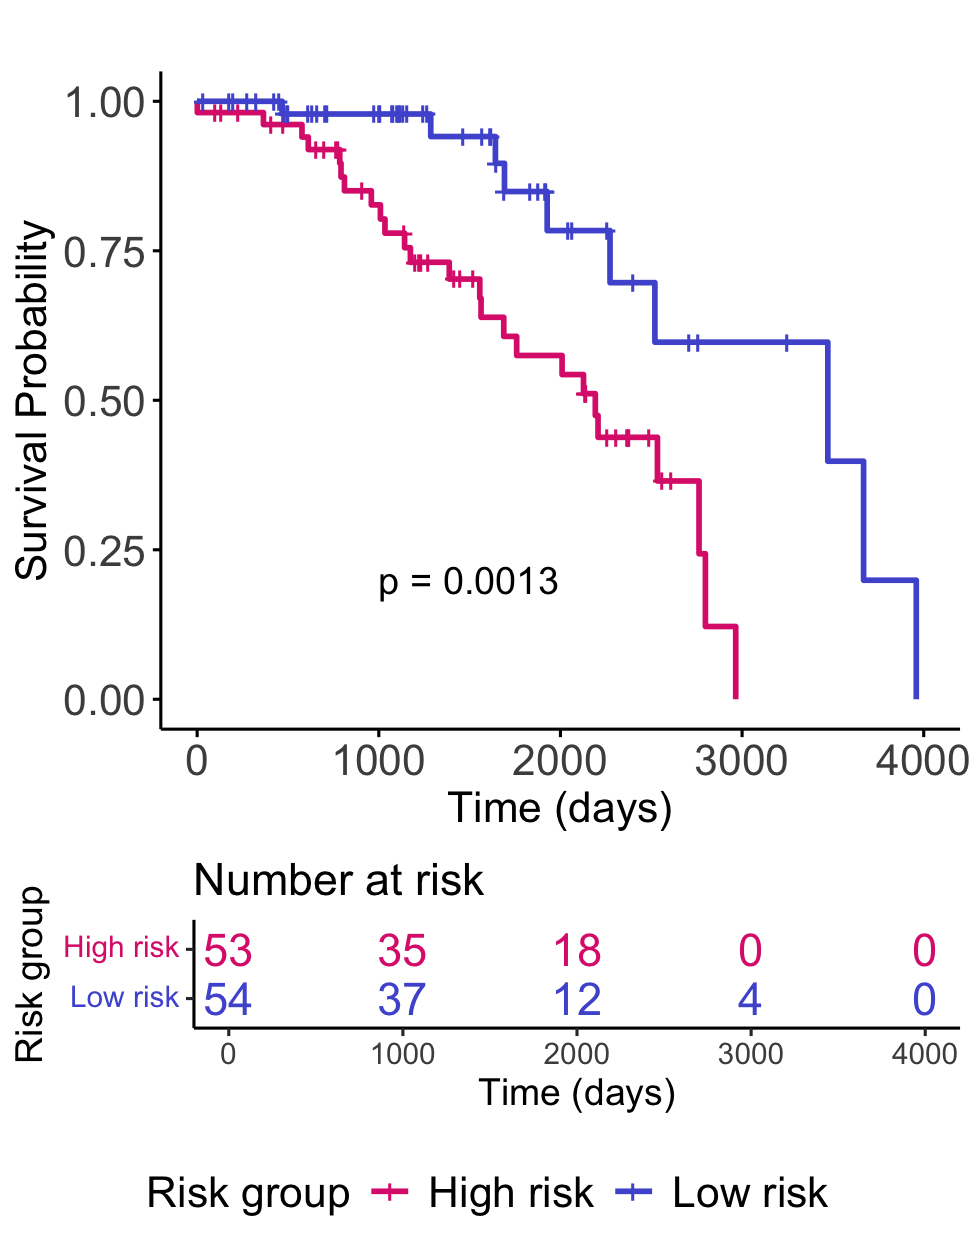 Survival Probability
1.00
0.75
0.50
0.25
0.00
p = 0.0013
0 1000 2000 3000 4000
Time (days)
Number at risk
Risk group
High risk 53 35 18 0 0
Low risk 54 37 12 4 0
0 1000 2000 3000 4000
Time (days)
Risk group High risk Low risk